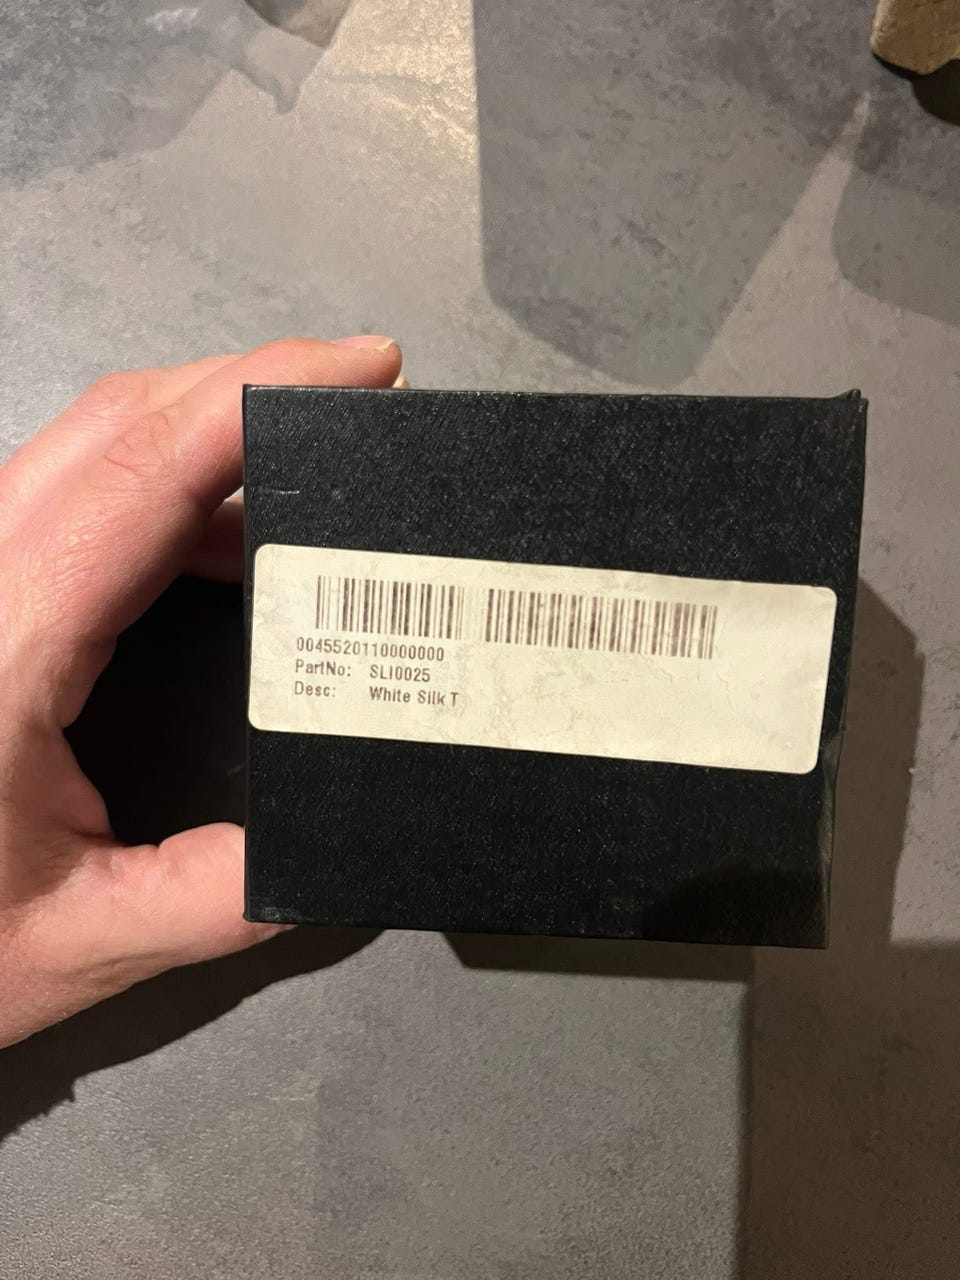 0045520110000000
PartNo: SLI0025
Desc: White Silk T